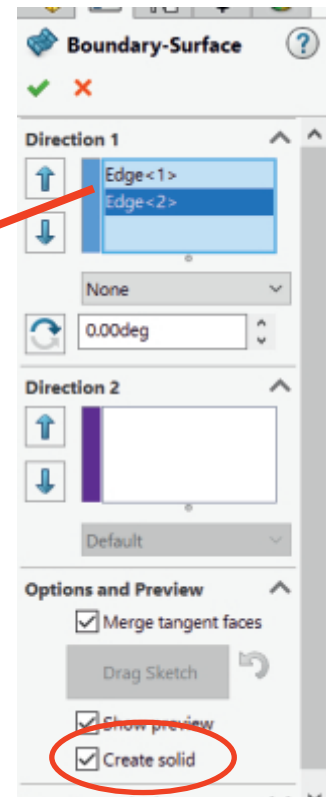 Boundary-Surface
?
Direction 1
Edge<1>
Edge<2>
None
0.00deg
Direction 2
Default
Options and Preview
Merge tangent faces
Drag Sketch
Show preview
Create solid